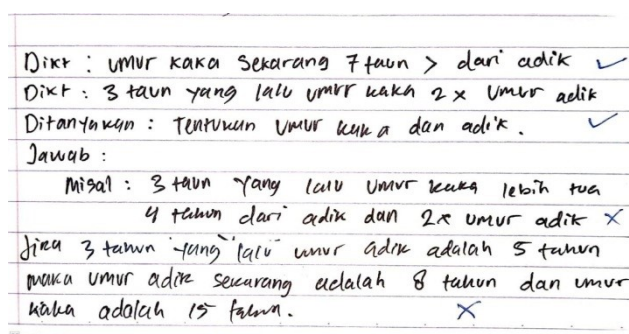 Dikt : umur kaka sekarang 7 taun > dari adik ✓
Dikt : 3 taun yang lalu umur kaka 2 x umur adik
Ditanyakan : Tentukan umur kaka dan adik. ✓
Jawab :
Misal : 3 taun yang lalu umur kaka lebih tua
4 tahun dari adik dan 2x umur adik ✗
Jika 3 tahun yang lalu umur adik adalah 5 tahun
maka umur adik sekarang adalah 8 tahun dan umur
kaka adalah 15 tahun. ✗